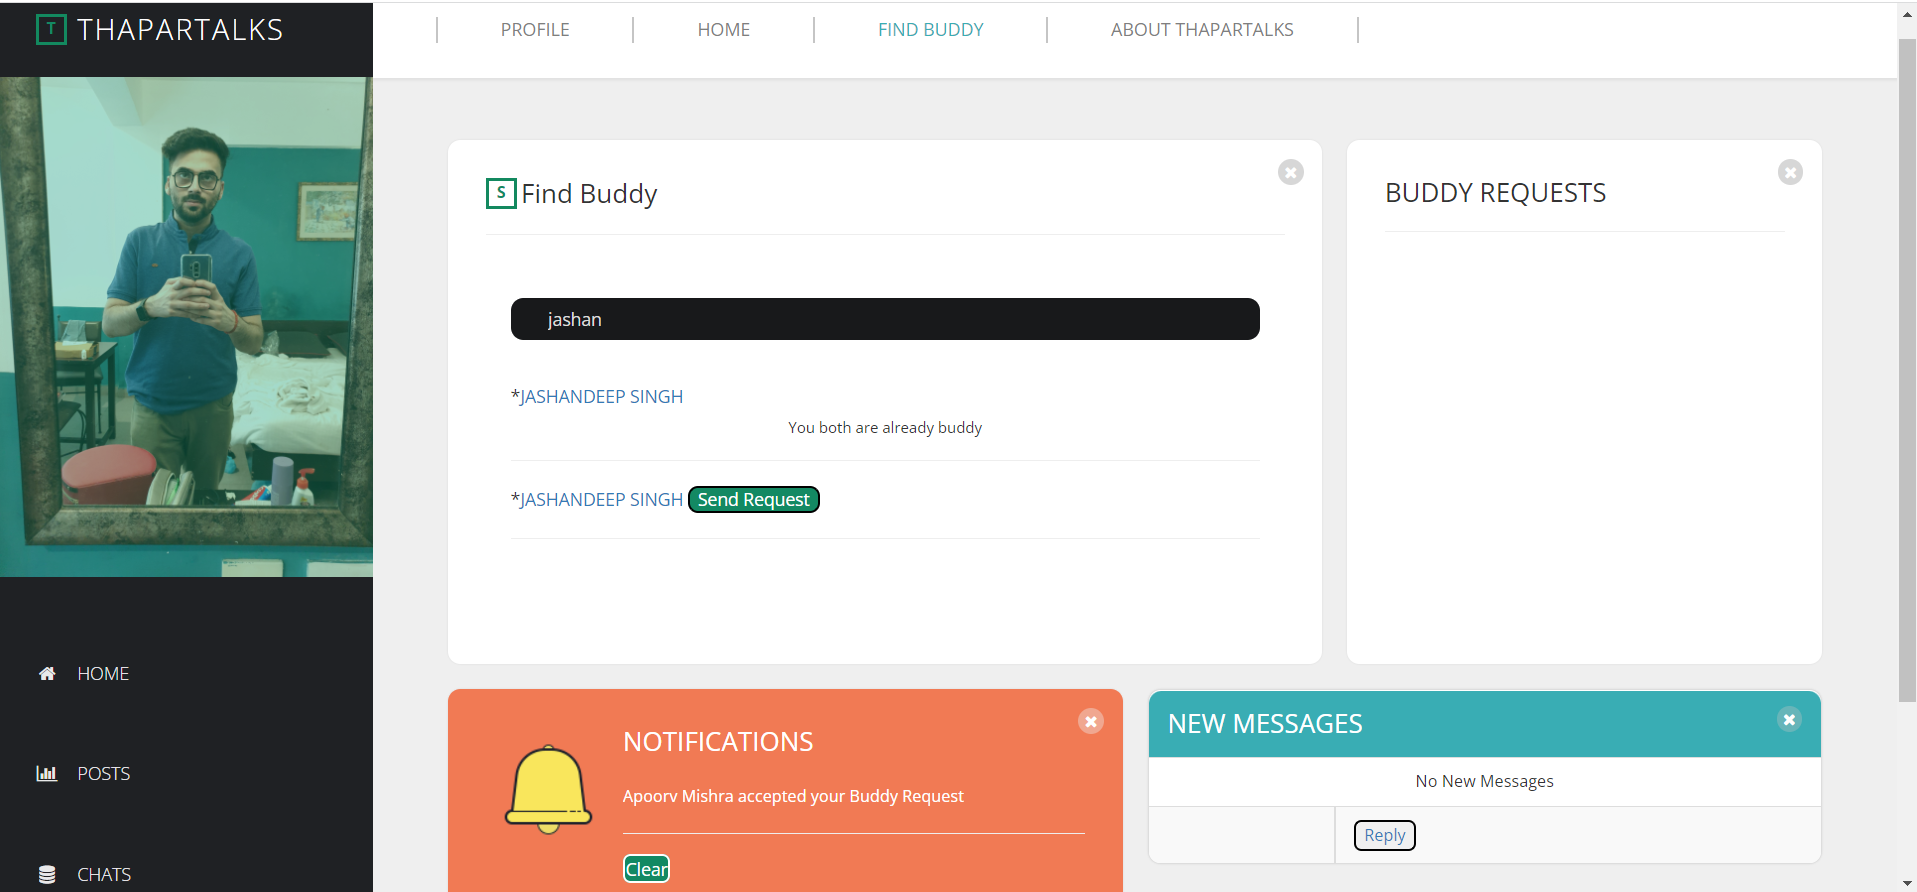 T THAPARTALKS
PROFILE
HOME
FIND BUDDY
ABOUT THAPARTALKS
S Find Buddy
jashan
*JASHANDEEP SINGH
You both are already buddy
*JASHANDEEP SINGH Send Request
BUDDY REQUESTS
HOME
POSTS
CHATS
NOTIFICATIONS
Apoorv Mishra accepted your Buddy Request
Clear
NEW MESSAGES
No New Messages
Reply